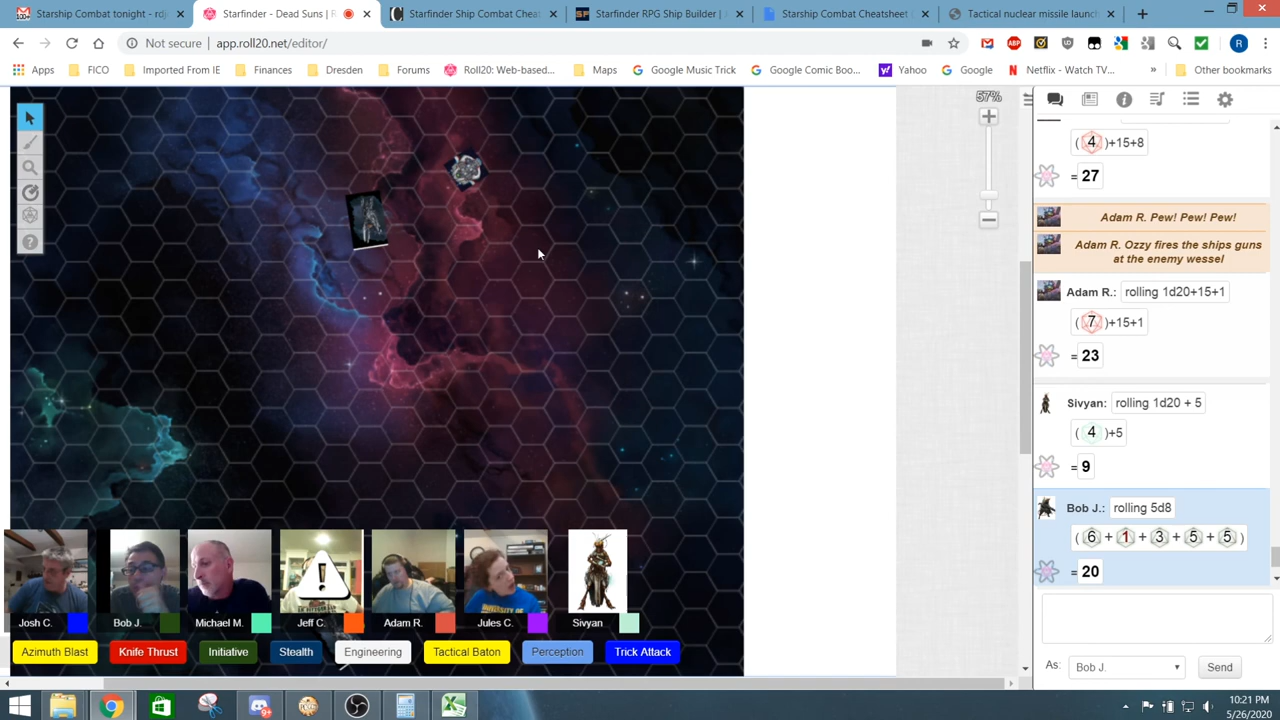 Starship Combat tonight - rdj
Starfinder - Dead Suns | R
Starfinder Ship Combat Cheat
Starfinder RPG Ship Builder |
Starship Combat Cheatsheet (
Tactical nuclear missile launch
Not secure | app.roll20.net/editor/
Apps
FICO
Imported From IE
Finances
Dresden
Forums
Roll20: Web-based...
Maps
Google Music Trick
Google Comic Boo...
Yahoo
Google
Netflix - Watch TV...
Other bookmarks
57%
(4)+15+8
= 27
Adam R. Pew! Pew! Pew!
Adam R. Ozzy fires the ships guns
at the enemy wessel
Adam R.: rolling 1d20+15+1
(7)+15+1
= 23
Sivyan: rolling 1d20 + 5
(4)+5
= 9
Bob J.: rolling 5d8
(6+1+3+5+5)
= 20
Josh C.
Bob J.
Michael M.
Jeff C.
Adam R.
Jules C.
Sivyan
Azimuth Blast
Knife Thrust
Initiative
Stealth
Engineering
Tactical Baton
Perception
Trick Attack
As: Bob J. Send
10:21 PM
5/26/2020